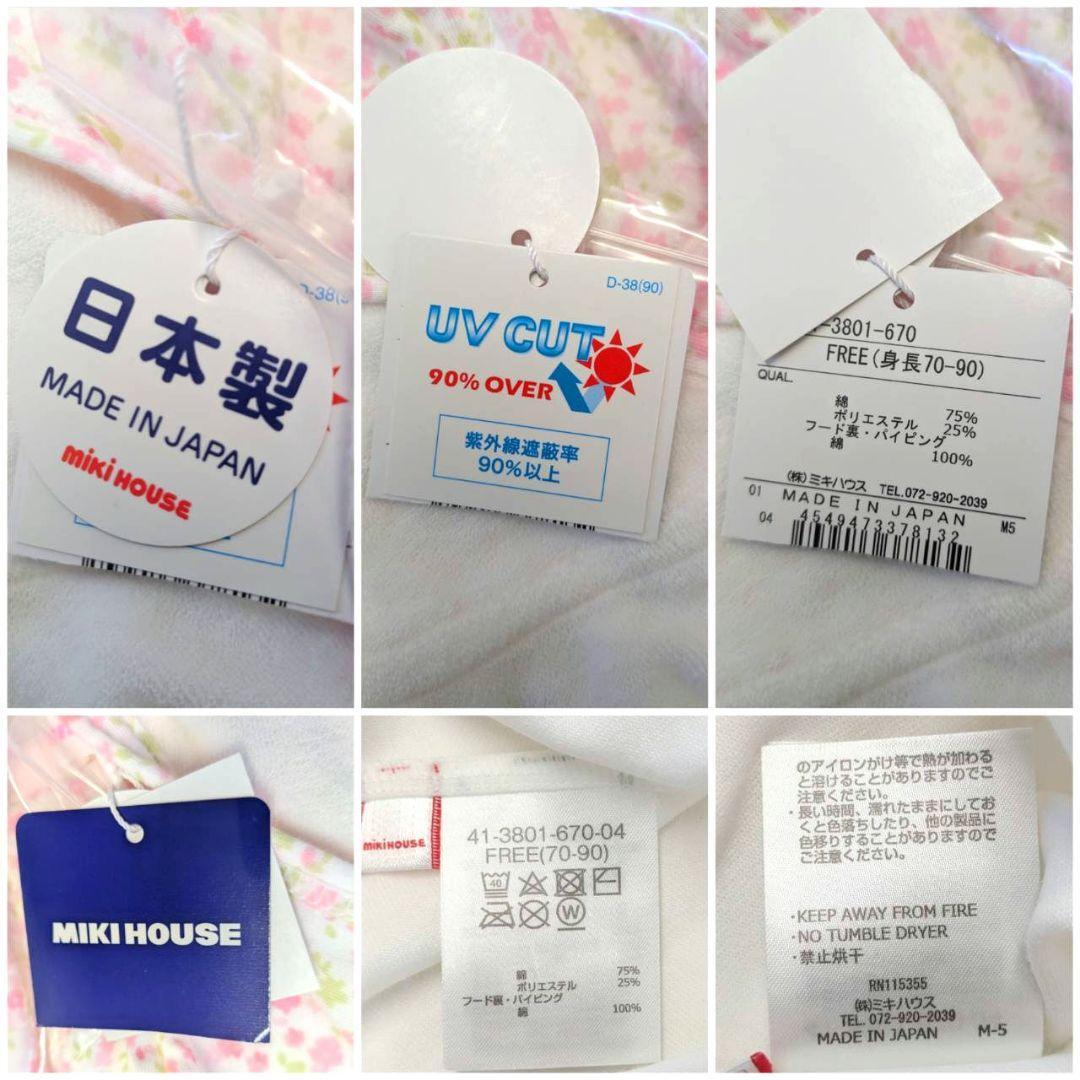 日本製
MADE IN JAPAN
miki HOUSE
D-38(9
D-38(90)
UV CUT
90% OVER
紫外線遮蔽率
90%以上
-3801-670
FREE(身長70-90)
QUAL.
綿 75%
ポリエステル 25%
フード裏・パイピング
綿 100%
(株)ミキハウス TEL.072-920-2039
01 MADE IN JAPAN M5
04 4549473378132
MIKI HOUSE
miki HOUSE
41-3801-670-04
FREE(70-90)
40
W
綿 75%
ポリエステル 25%
フード裏・パイピング
綿 100%
のアイロンがけ等で熱が加わる
と溶けることがありますのでご
注意ください。
・長い時間、濡れたままにしてお
くと色落ちしたり、他の製品に
色移りすることがありますので
ご注意ください。
・KEEP AWAY FROM FIRE
・NO TUMBLE DRYER
・禁止烘干
RN115355
(株)ミキハウス
TEL. 072-920-2039
MADE IN JAPAN M-5